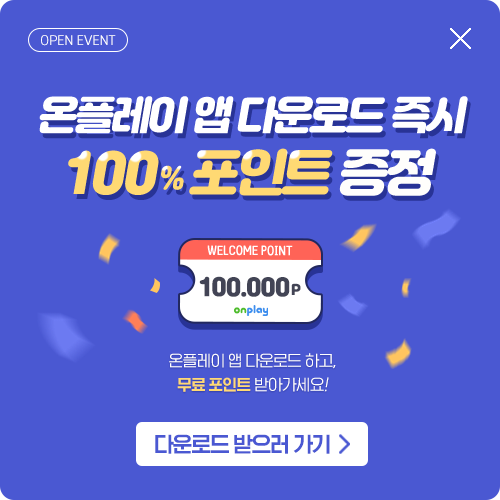 OPEN EVENT
온플레이 앱 다운로드 즉시
100% 포인트 증정
WELCOME POINT
100.000P
onplay
온플레이 앱 다운로드 하고,
무료 포인트 받아가세요!
다운로드 받으러 가기 >